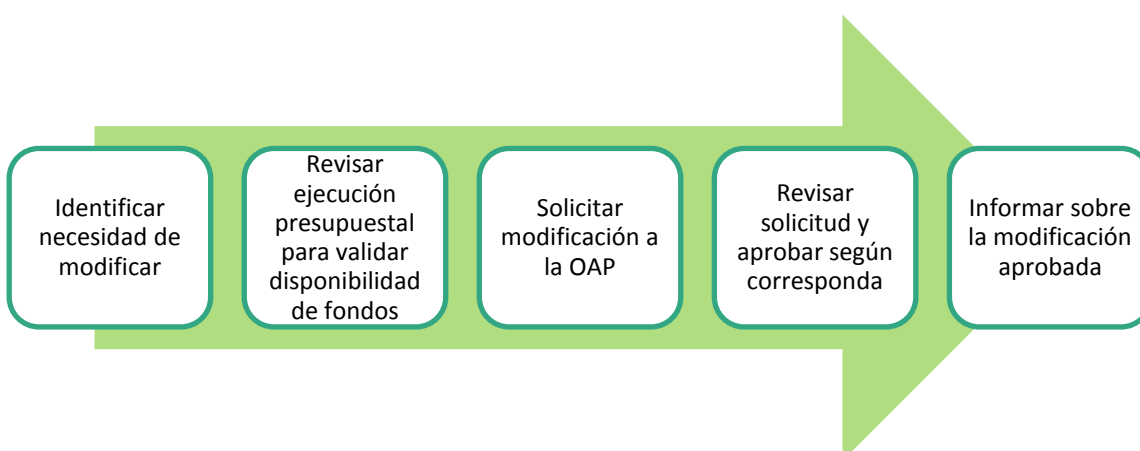 Identificar
necesidad de
modificar
Revisar
ejecución
presupuestal
para validar
disponibilidad
de fondos
Solicitar
modificación a
la OAP
Revisar
solicitud y
aprobar según
corresponda
Informar sobre
la modificación
aprobada